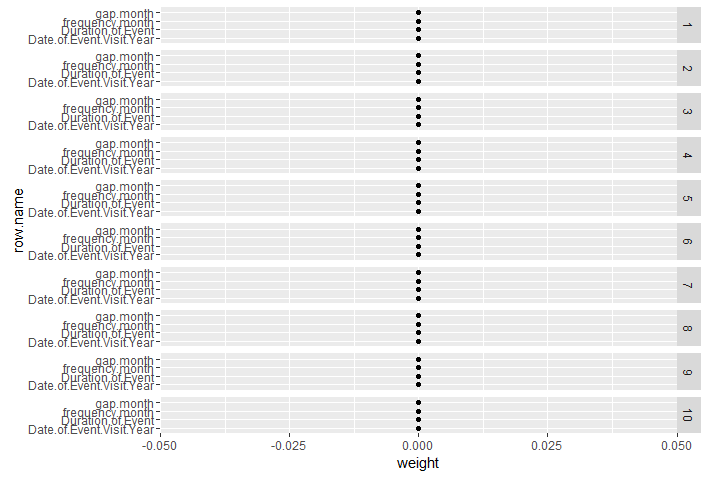 gap.month
frequency.month
Duration.of.Event
Date.of.Event.Visit.Year
1
gap.month
frequency.month
Duration.of.Event
Date.of.Event.Visit.Year
2
gap.month
frequency.month
Duration.of.Event
Date.of.Event.Visit.Year
3
gap.month
frequency.month
Duration.of.Event
Date.of.Event.Visit.Year
4
gap.month
frequency.month
Duration.of.Event
Date.of.Event.Visit.Year
5
gap.month
frequency.month
Duration.of.Event
Date.of.Event.Visit.Year
6
gap.month
frequency.month
Duration.of.Event
Date.of.Event.Visit.Year
7
gap.month
frequency.month
Duration.of.Event
Date.of.Event.Visit.Year
8
gap.month
frequency.month
Duration.of.Event
Date.of.Event.Visit.Year
9
gap.month
frequency.month
Duration.of.Event
Date.of.Event.Visit.Year
10
row.name
-0.050 -0.025 0.000 0.025 0.050
weight